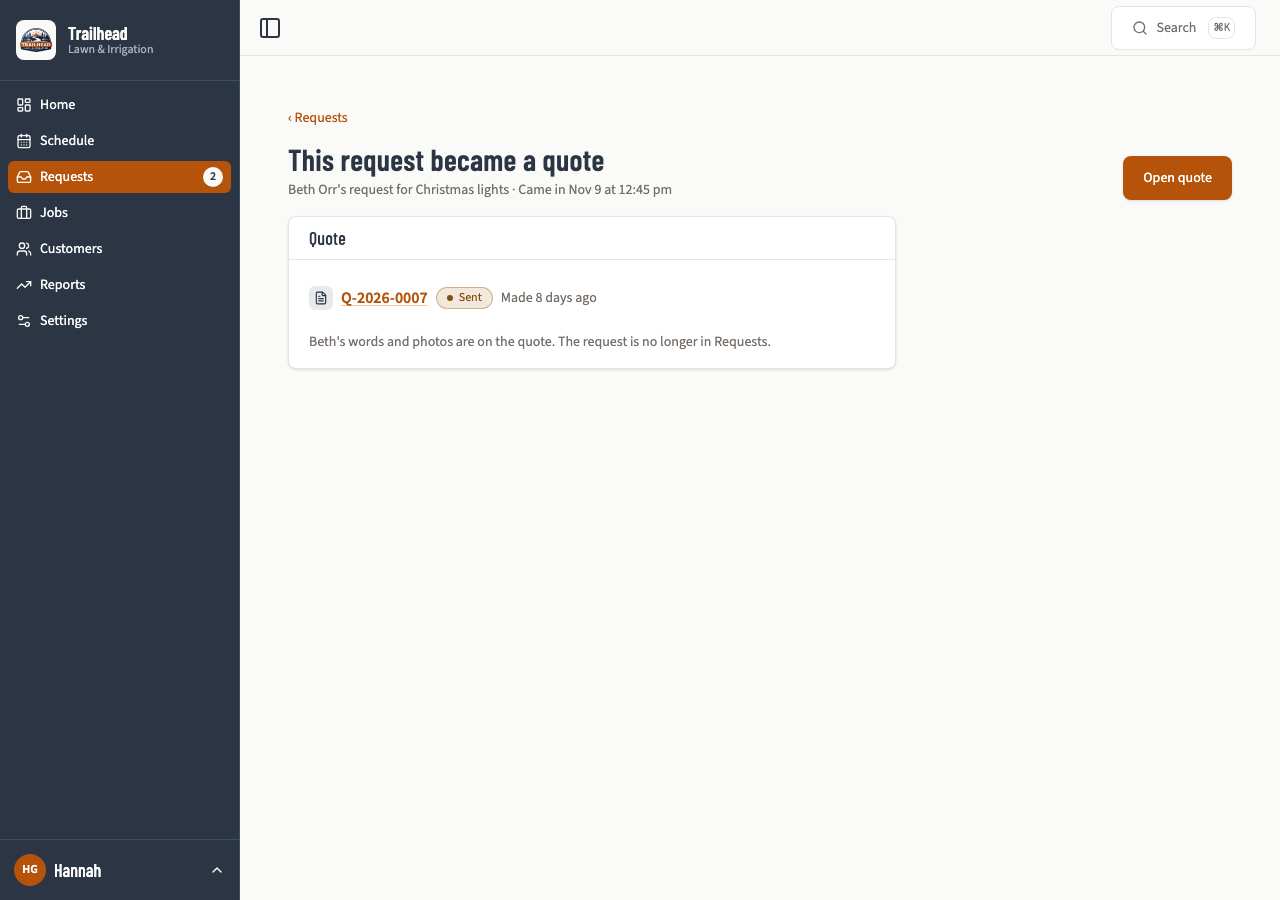 Trailhead
Lawn & Irrigation
TRAILHEAD
Home
Schedule
Requests 2
Jobs
Customers
Reports
Settings
HG Hannah
Search ⌘K
‹ Requests
This request became a quote
Beth Orr's request for Christmas lights · Came in Nov 9 at 12:45 pm
Open quote
Quote
Q-2026-0007 Sent Made 8 days ago
Beth's words and photos are on the quote. The request is no longer in Requests.